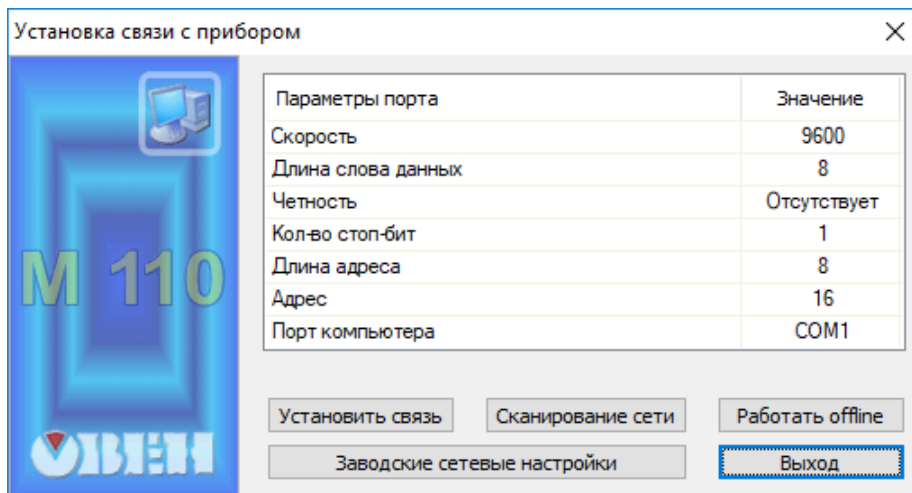 Установка связи с прибором
Параметры порта Значение
Скорость 9600
Длина слова данных 8
Четность Отсутствует
Кол-во стоп-бит 1
Длина адреса 8
Адрес 16
Порт компьютера COM1
М 110
ОВЕН
Установить связь Сканирование сети Работать offline
Заводские сетевые настройки Выход